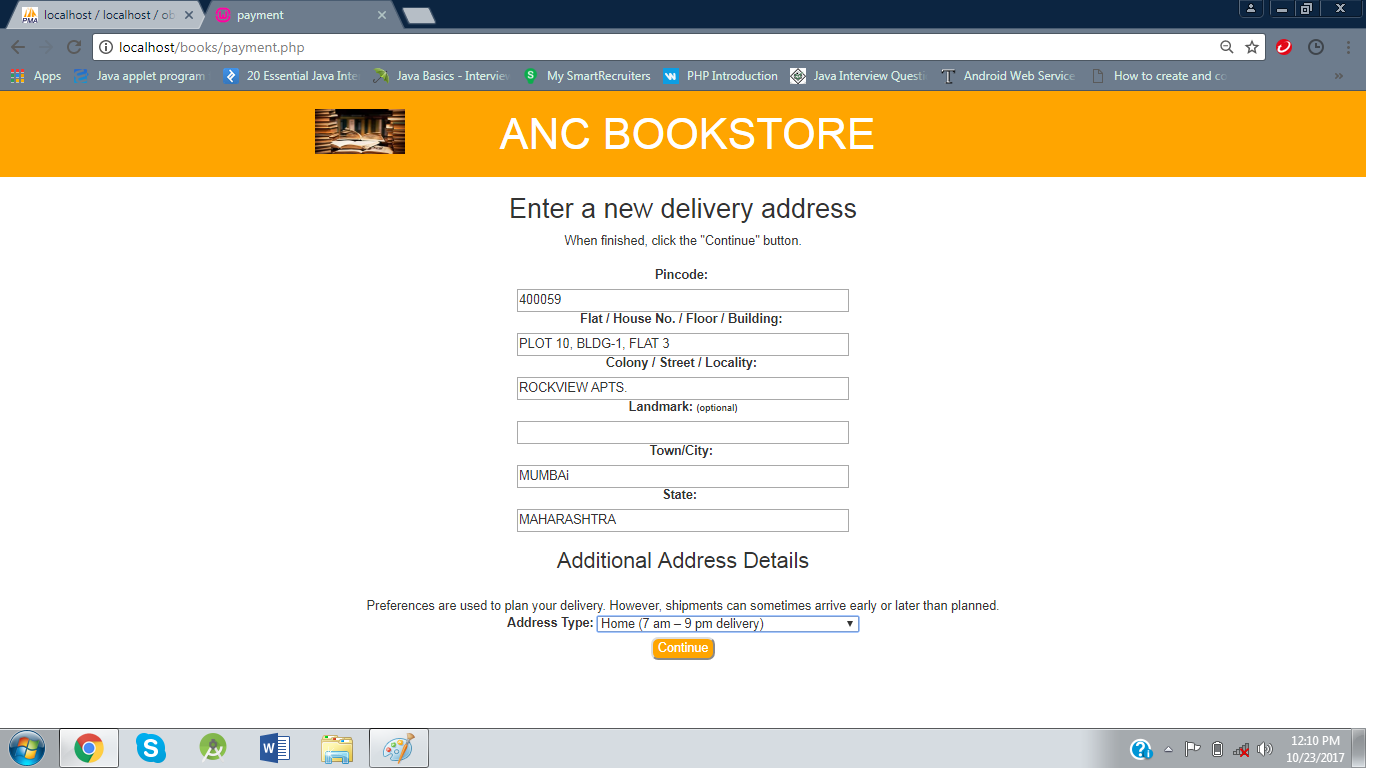 PMA localhost / localhost / ob
payment
localhost/books/payment.php
Apps Java applet program 20 Essential Java Inte S My SmartRecruiters W PHP Introduction Java Interview Questi T Android Web Service How to create and co »
ANC BOOKSTORE
Enter a new delivery address
When finished, click the "Continue" button.
Pincode:
400059
Flat / House No. / Floor / Building:
PLOT 10, BLDG-1, FLAT 3
Colony / Street / Locality:
ROCKVIEW APTS.
Landmark: (optional)
Town/City:
MUMBAi
State:
MAHARASHTRA
Additional Address Details
Preferences are used to plan your delivery. However, shipments can sometimes arrive early or later than planned.
Address Type: Home (7 am – 9 pm delivery)
Continue
12:10 PM
10/23/2017